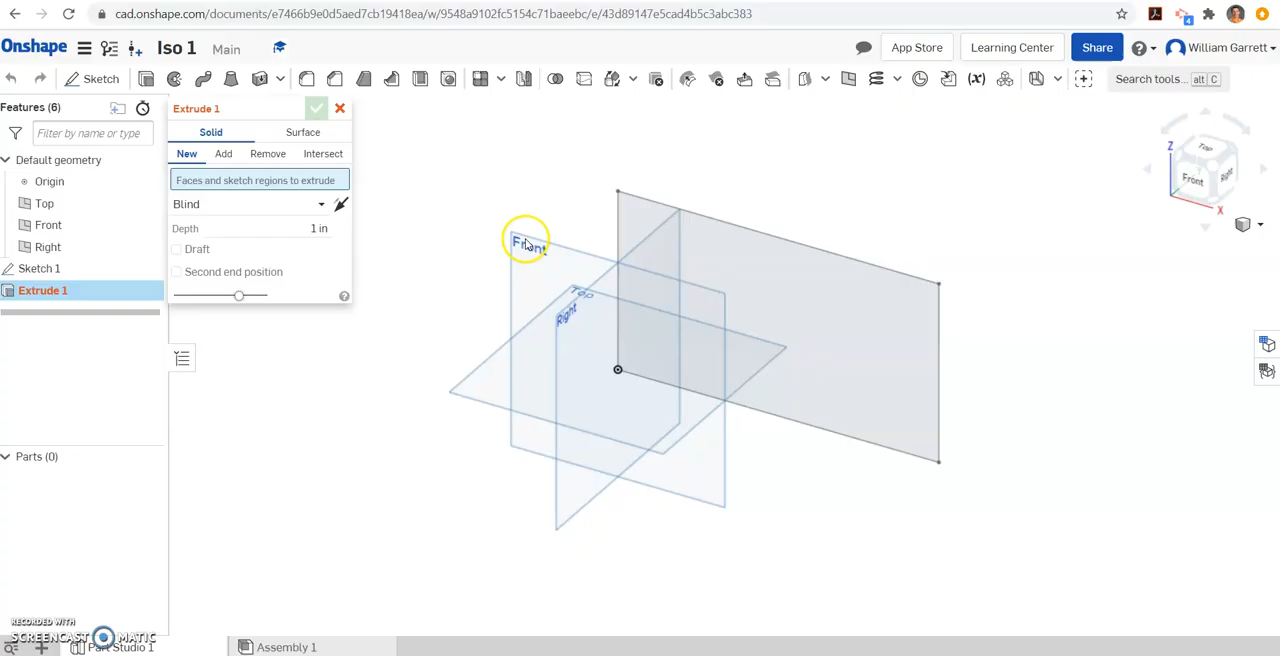 cad.onshape.com/documents/e7466b9e0d5aed7cb19418ea/w/9548a9102fc5154c71baeebc/e/43d89147e5cad4b5c3abc383
4
Onshape
Iso 1
Main
App Store
Learning Center
Share
William Garrett
Sketch
(x)
Search tools...
alt
C
Features (6)
Filter by name or type
Default geometry
Origin
Top
Front
Right
Sketch 1
Extrude 1
Parts (0)
Extrude 1
Solid
Surface
New
Add
Remove
Intersect
Faces and sketch regions to extrude
Blind
Depth
1 in
Draft
Second end position
Front
Top
Right
Z
Top
Front
Right
X
RECORDED WITH
SCREENCAST MATIC
Part Studio 1
Assembly 1